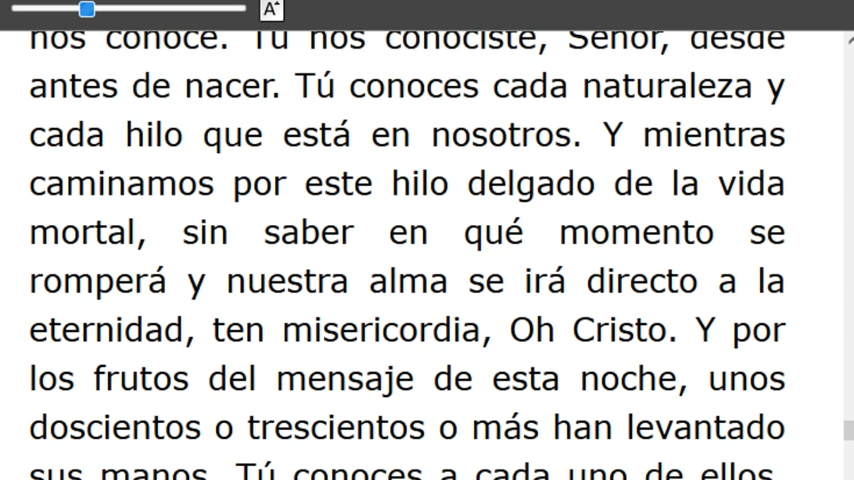 A
nos conoce. Tú nos conociste, Señor, desde
antes de nacer. Tú conoces cada naturaleza y
cada hilo que está en nosotros. Y mientras
caminamos por este hilo delgado de la vida
mortal, sin saber en qué momento se
romperá y nuestra alma se irá directo a la
eternidad, ten misericordia, Oh Cristo. Y por
los frutos del mensaje de esta noche, unos
doscientos o trescientos o más han levantado
sus manos. Tú conoces a cada uno de ellos.